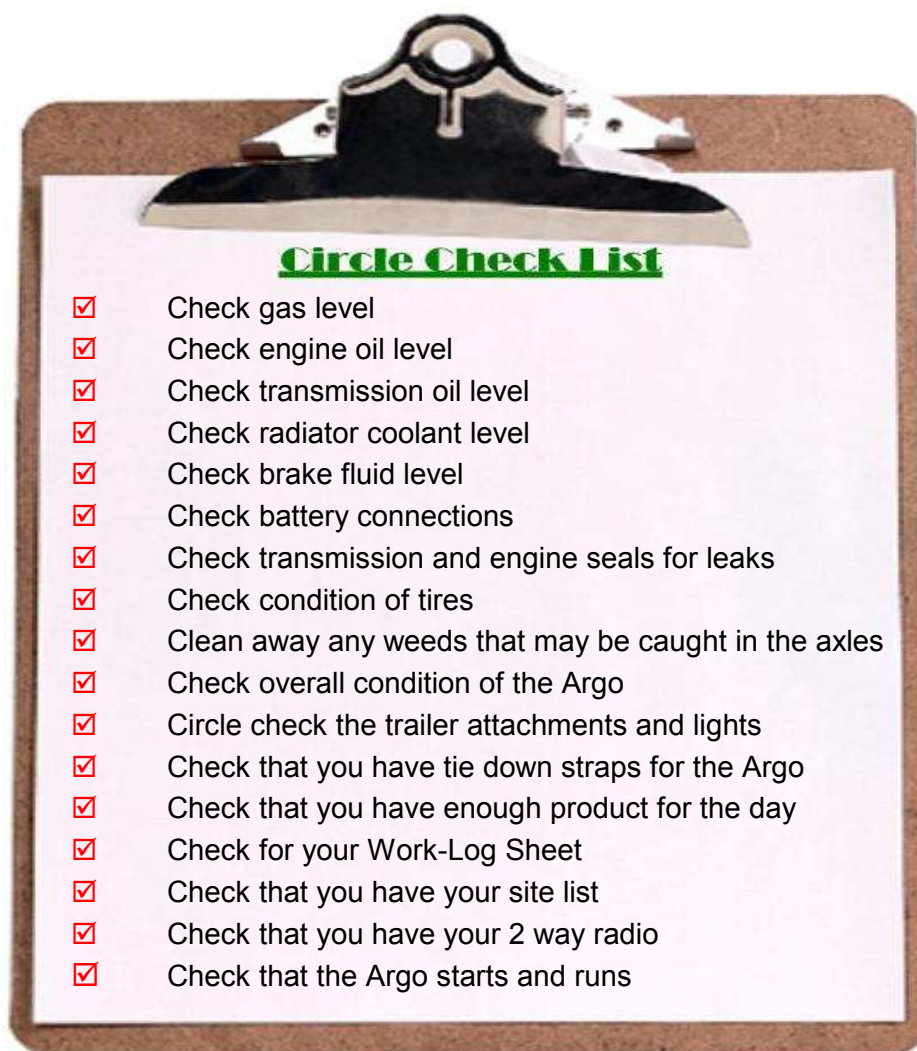 Circle Check List
☑ Check gas level
☑ Check engine oil level
☑ Check transmission oil level
☑ Check radiator coolant level
☑ Check brake fluid level
☑ Check battery connections
☑ Check transmission and engine seals for leaks
☑ Check condition of tires
☑ Clean away any weeds that may be caught in the axles
☑ Check overall condition of the Argo
☑ Circle check the trailer attachments and lights
☑ Check that you have tie down straps for the Argo
☑ Check that you have enough product for the day
☑ Check for your Work-Log Sheet
☑ Check that you have your site list
☑ Check that you have your 2 way radio
☑ Check that the Argo starts and runs